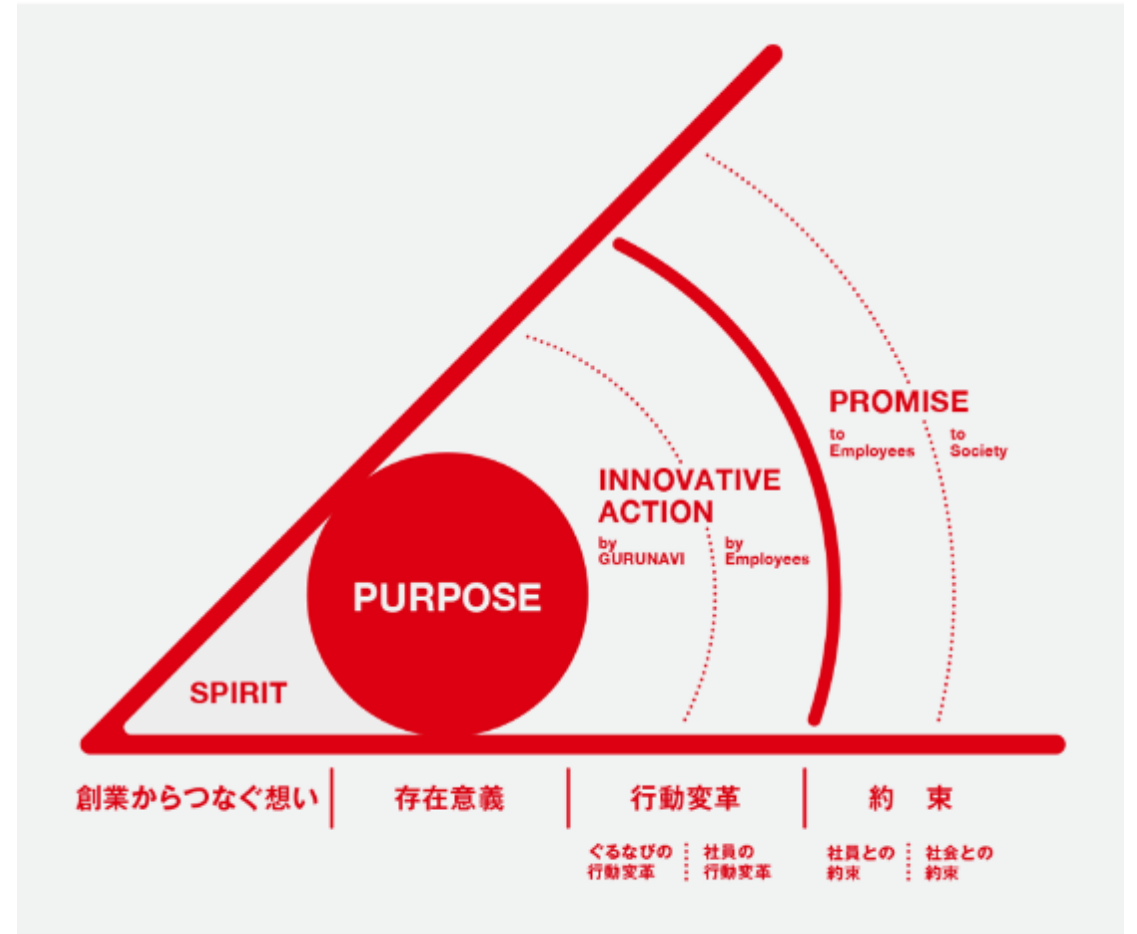 PROMISE
to
Employees
to
Society
INNOVATIVE
ACTION
by
GURUNAVI
by
Employees
PURPOSE
SPIRIT
創業からつなぐ想い
存在意義
行動変革
約 束
ぐるなびの
行動変革
社員の
行動変革
社員との
約束
社会との
約束